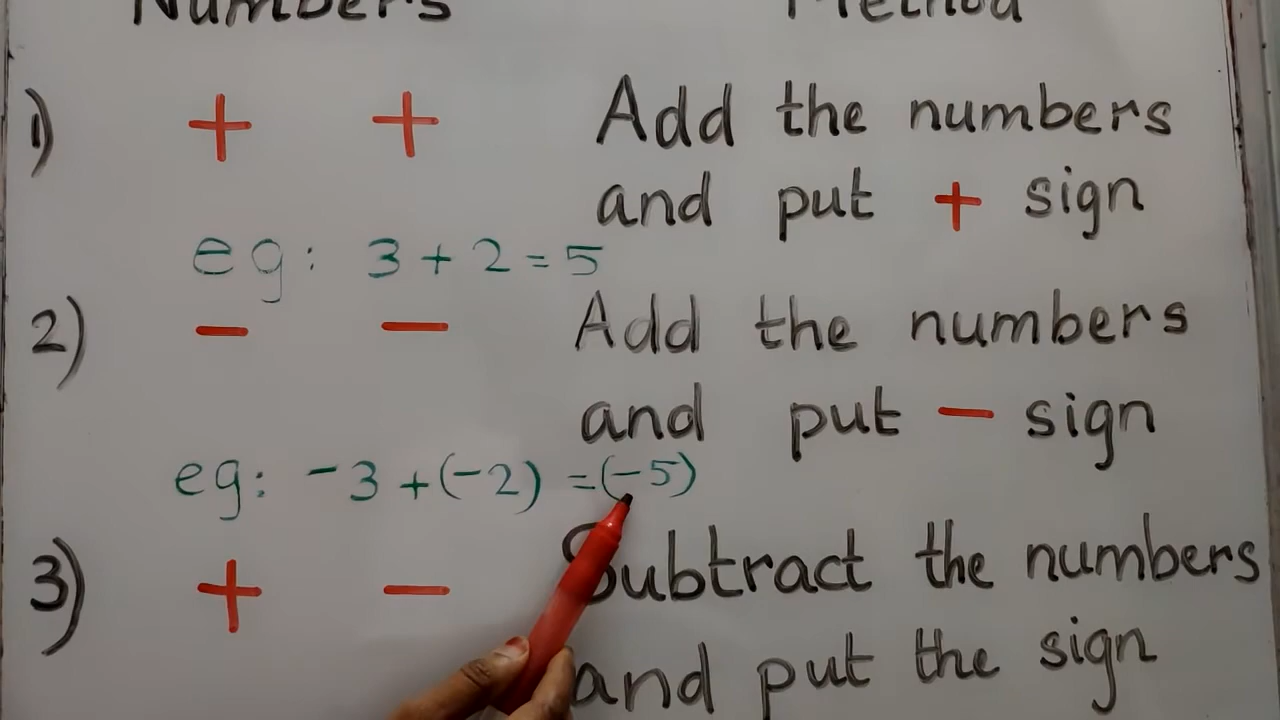 Numbers Method
1) + + Add the numbers
and put + sign
eg: 3 + 2 = 5
2) - - Add the numbers
and put - sign
eg: -3 + (-2) = (-5)
3) + - Subtract the numbers
and put the sign